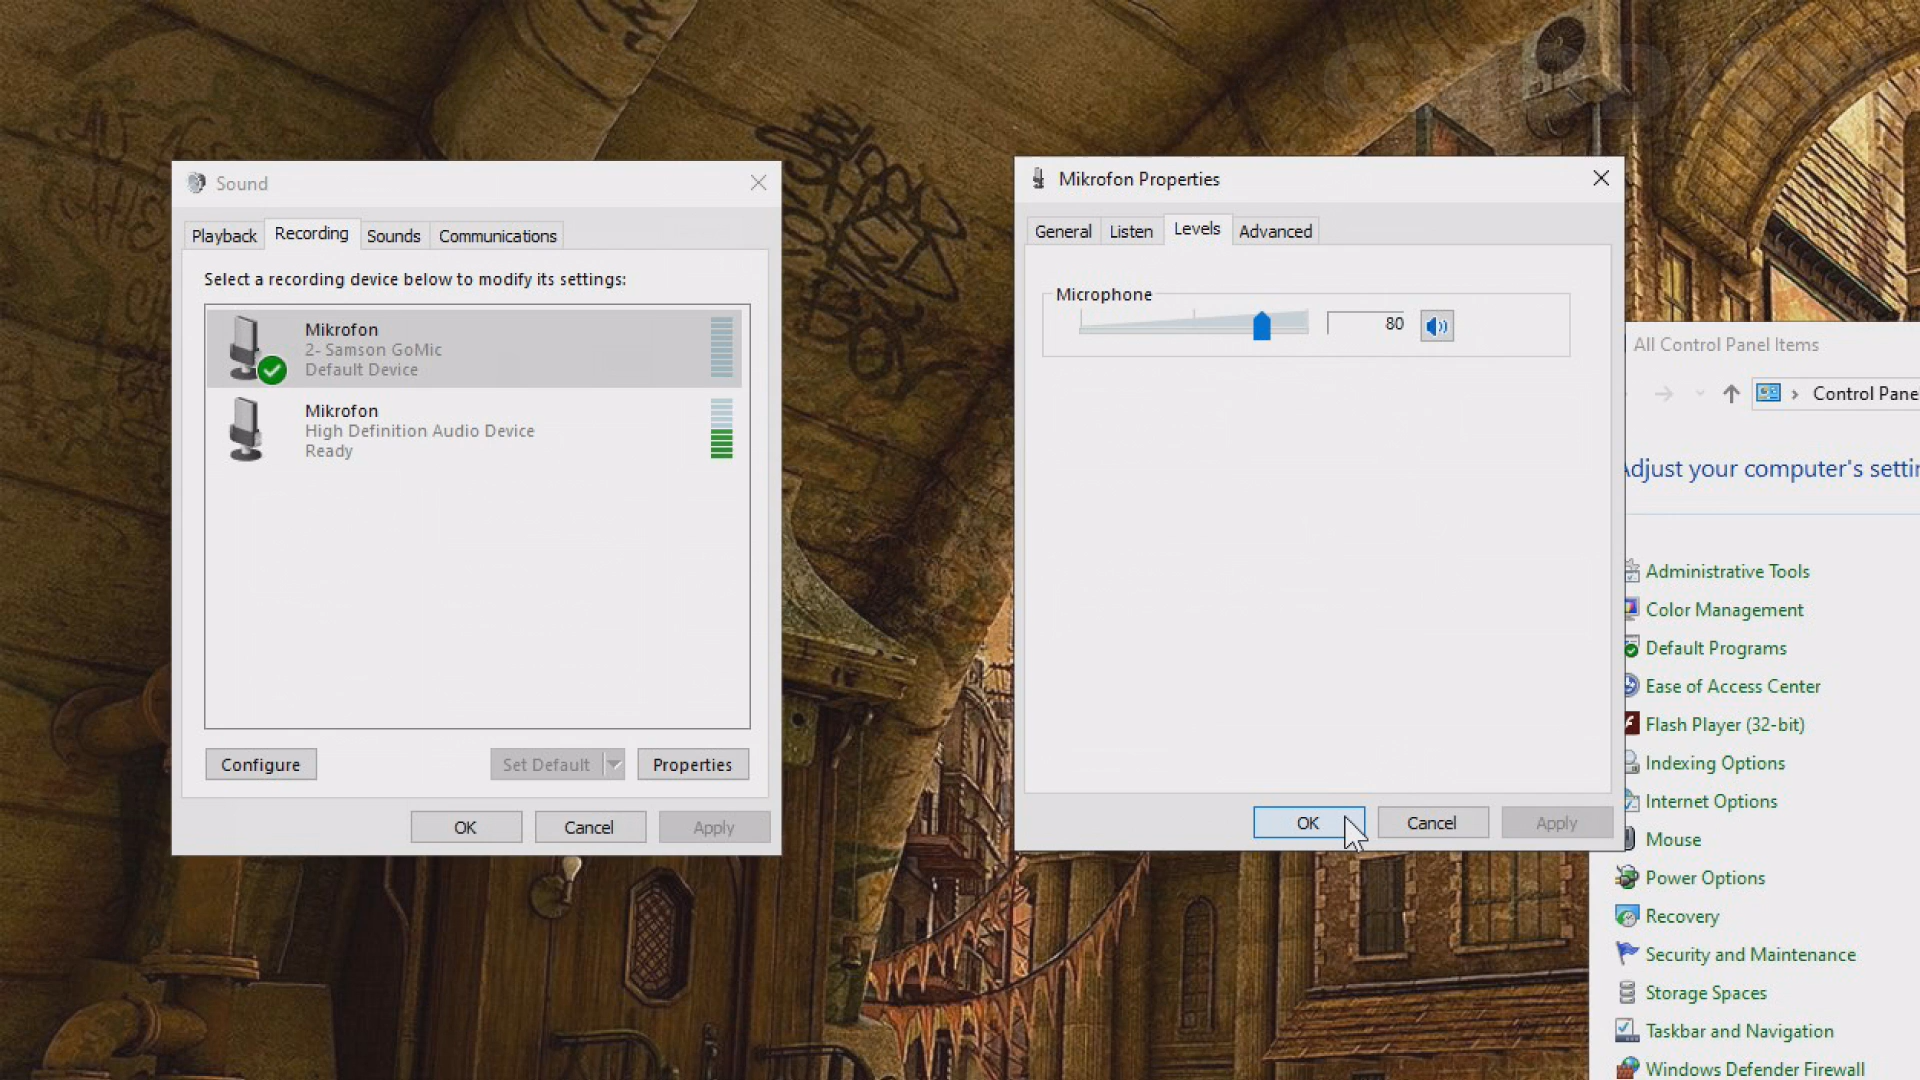 Sound
Playback
Recording
Sounds
Communications
Select a recording device below to modify its settings:
Mikrofon
2- Samson GoMic
Default Device
Mikrofon
High Definition Audio Device
Ready
Configure
Set Default
Properties
OK
Cancel
Apply
Mikrofon Properties
General
Listen
Levels
Advanced
Microphone
80
OK
Cancel
Apply
All Control Panel Items
Control Pane
Adjust your computer's settin
Administrative Tools
Color Management
Default Programs
Ease of Access Center
Flash Player (32-bit)
Indexing Options
Internet Options
Mouse
Power Options
Recovery
Security and Maintenance
Storage Spaces
Taskbar and Navigation
Windows Defender Firewall